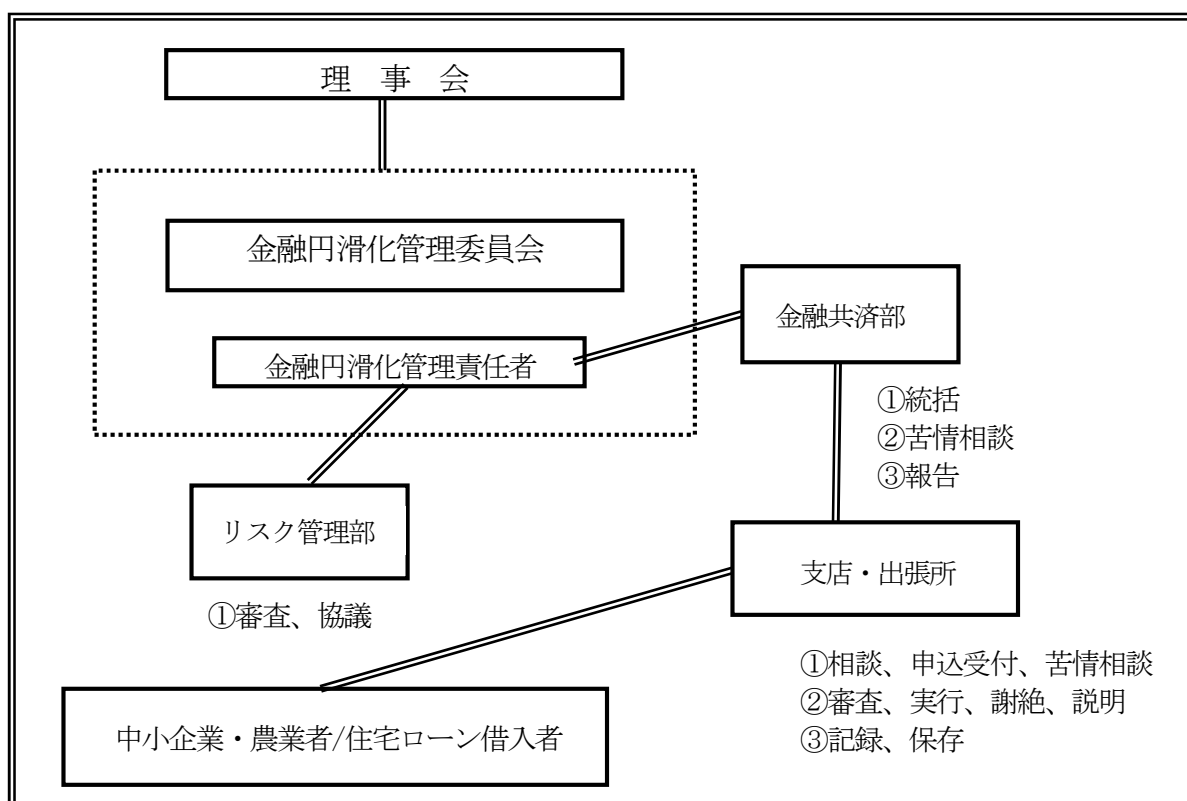 理 事 会
金融円滑化管理委員会
金融共済部
金融円滑化管理責任者
①統括
②苦情相談
③報告
リスク管理部
支店・出張所
①審査、協議
①相談、申込受付、苦情相談
②審査、実行、謝絶、説明
③記録、保存
中小企業・農業者/住宅ローン借入者